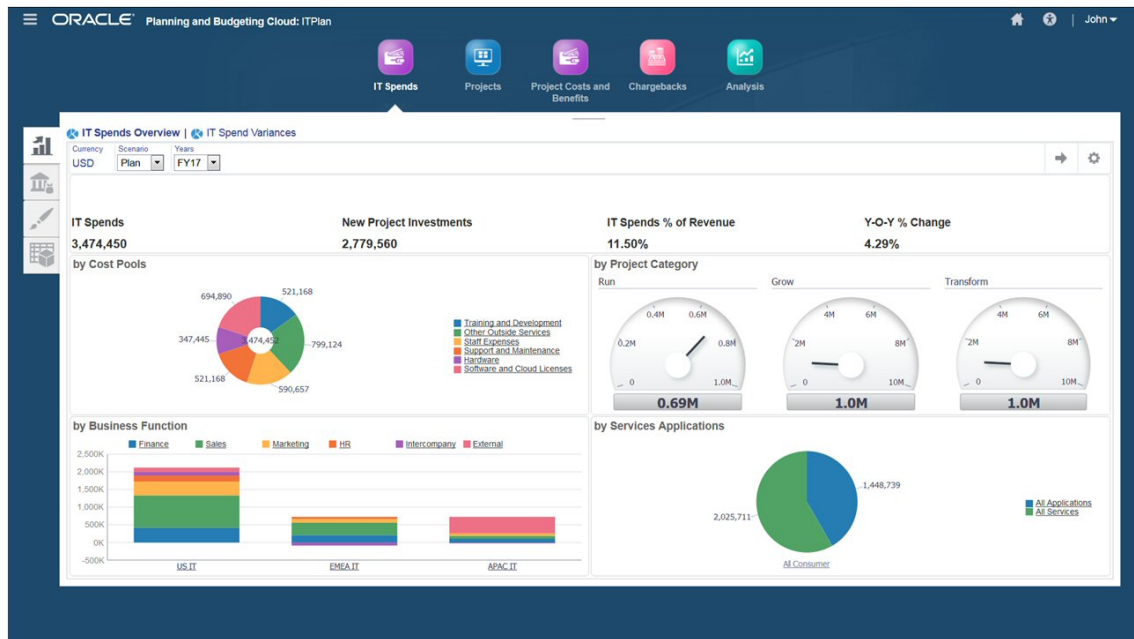 ORACLE Planning and Budgeting Cloud: ITPlan
John
IT Spends
Projects
Project Costs and
Benefits
Chargebacks
Analysis
IT Spends Overview | IT Spend Variances
Currency Scenario Years
USD Plan FY17
IT Spends
3,474,450
New Project Investments
2,779,560
IT Spends % of Revenue
11.50%
Y-O-Y % Change
4.29%
by Cost Pools
694,890
521,168
347,445
3,474,452
799,124
521,168
590,657
Training and Development
Other Outside Services
Staff Expenses
Support and Maintenance
Hardware
Software and Cloud Licenses
by Project Category
Run
0.4M 0.6M
0.2M 0.8M
0 1.0M
0.69M
Grow
4M 6M
2M 8M
0 10M
1.0M
Transform
4M 6M
2M 8M
0 10M
1.0M
by Business Function
Finance Sales Marketing HR Intercompany External
2,500K
2,000K
1,500K
1,000K
500K
0K
-500K
US IT EMEA IT APAC IT
by Services Applications
1,448,739
2,025,711
All Consumer
All Applications
All Services